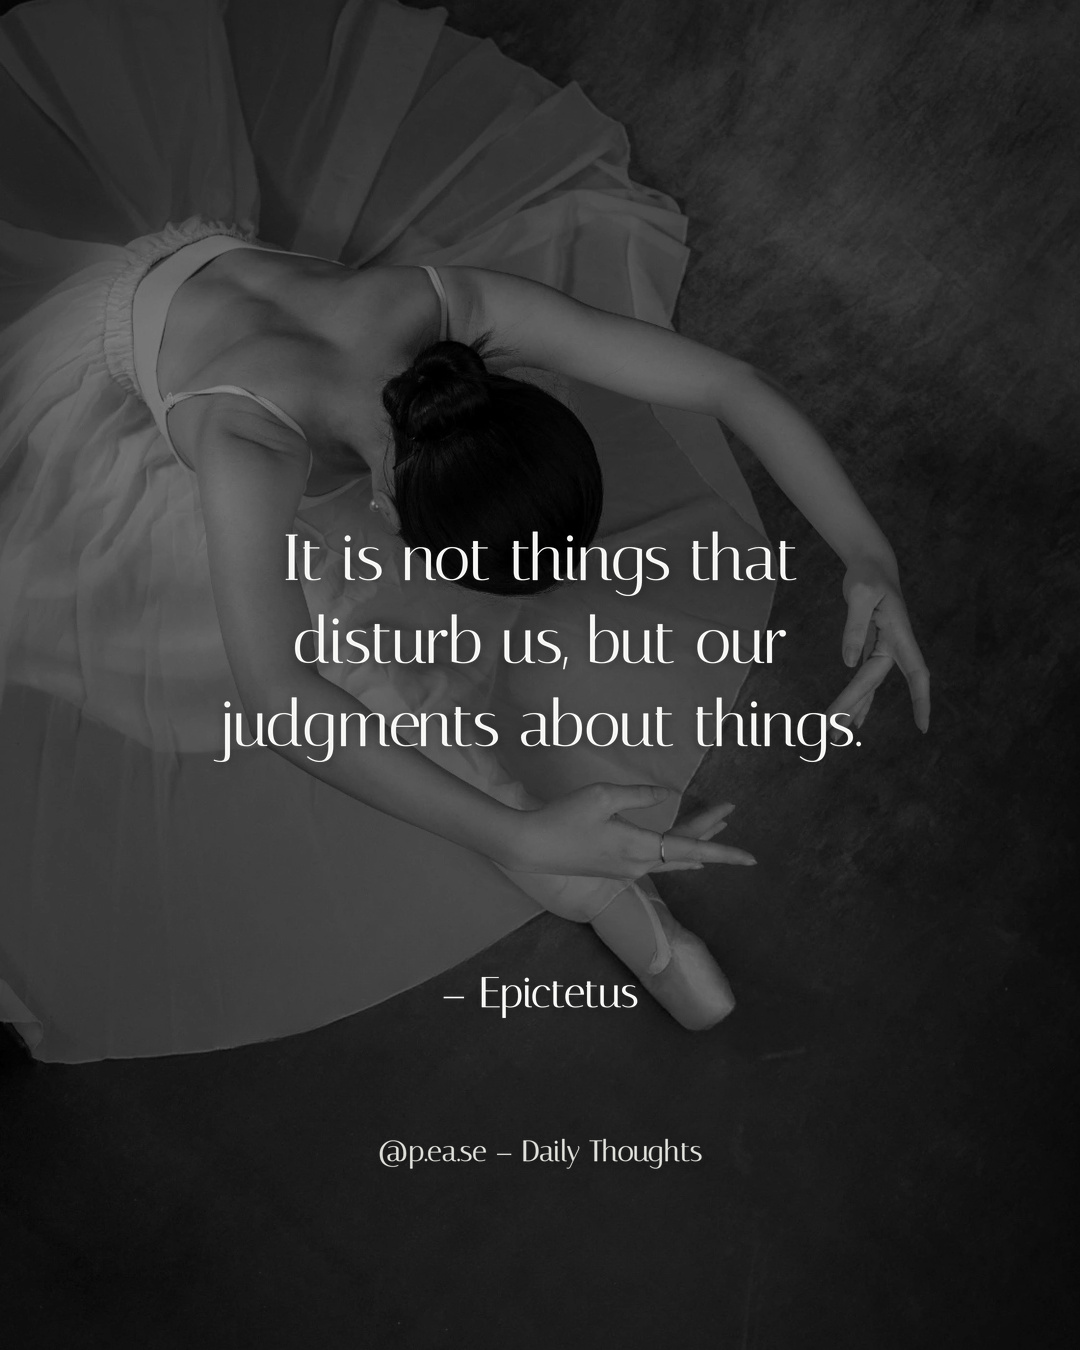 It is not things that
disturb us, but our
judgments about things.
– Epictetus
@p.ea.se – Daily Thoughts